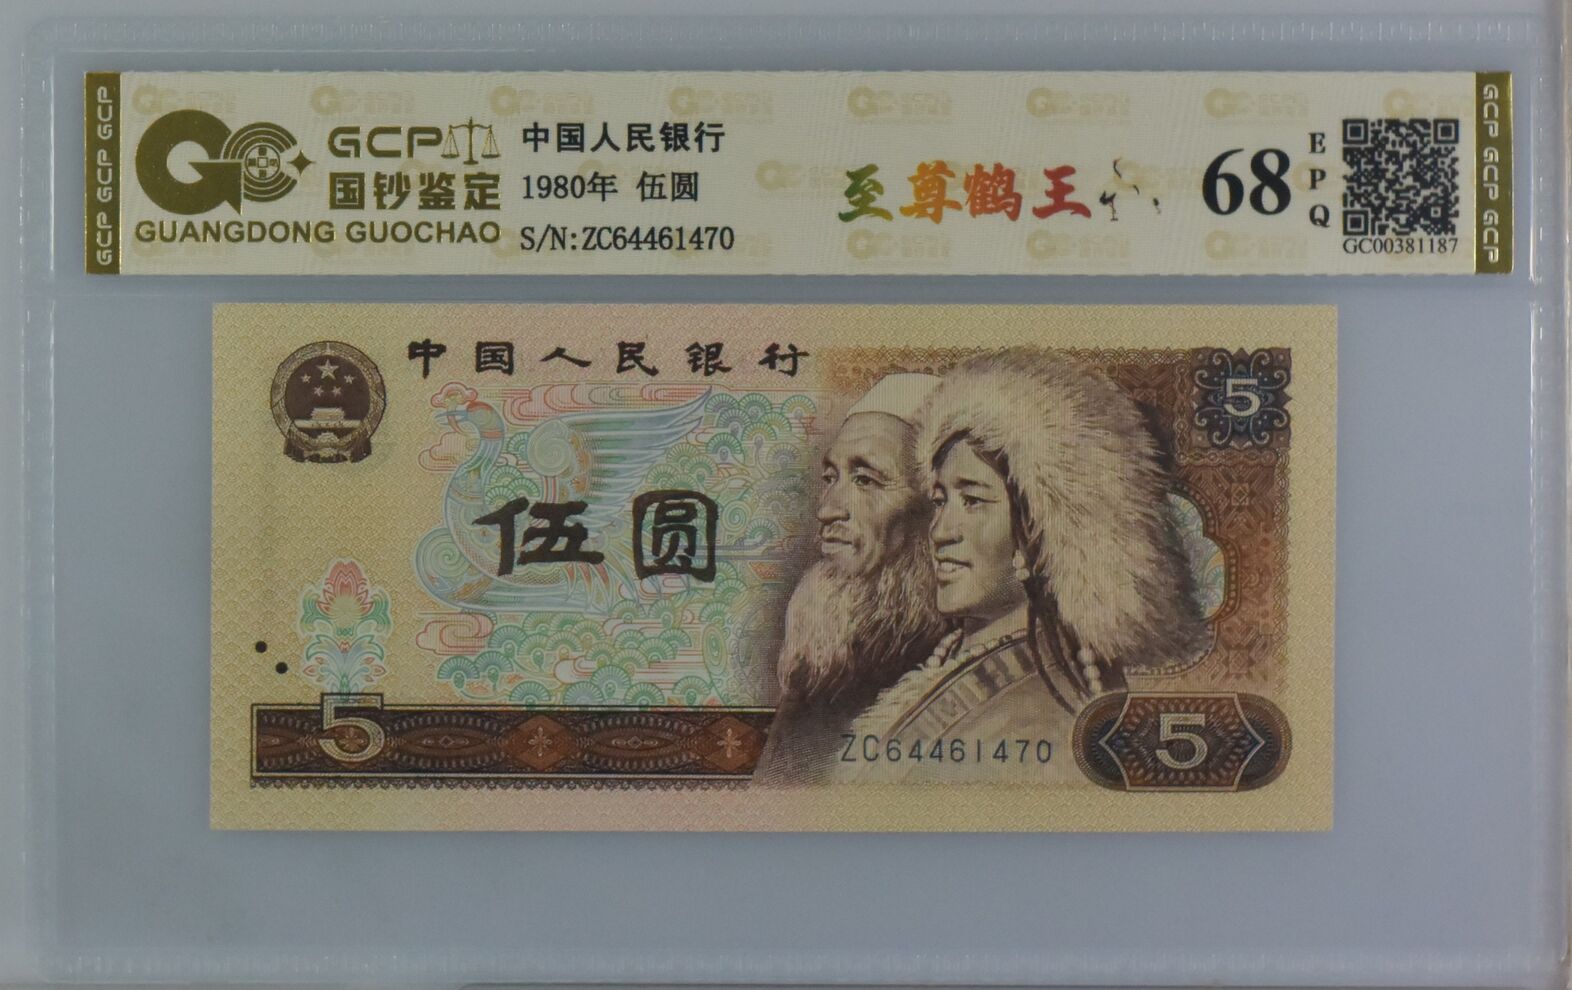 GCP GCP GCP
GCP
国钞鉴定
GUANGDONG GUOCHAO
中国人民银行
1980年 伍圆
S/N:ZC64461470
至尊鹤王
68
EPQ
GC00381187
GCP GCP GCP
中国人民银行
5
伍圆
5
ZC64461470
5